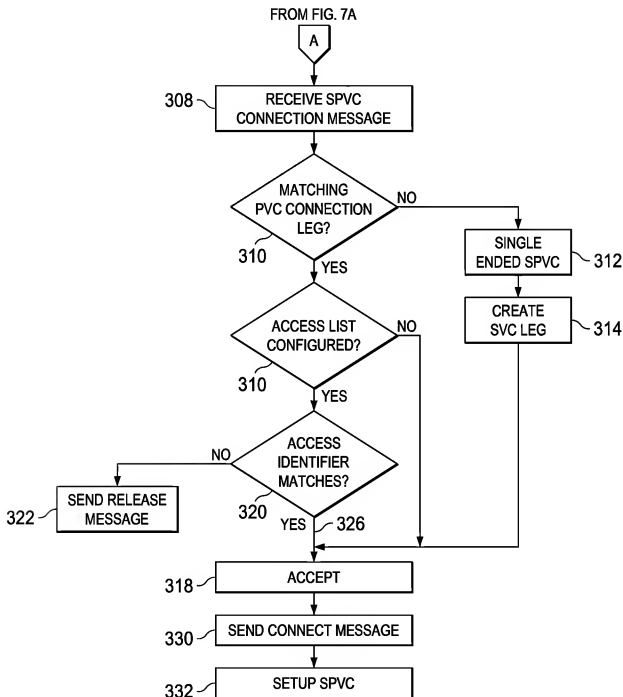 FROM FIG. 7A
A
308
RECEIVE SPVC
CONNECTION MESSAGE
MATCHING
PVC CONNECTION
LEG?
310
NO
YES
SINGLE
ENDED SPVC
312
CREATE
SVC LEG
314
ACCESS LIST
CONFIGURED?
310
NO
YES
ACCESS
IDENTIFIER
MATCHES?
320
NO
322
SEND RELEASE
MESSAGE
YES
326
318
ACCEPT
330
SEND CONNECT MESSAGE
332
SETUP SPVC